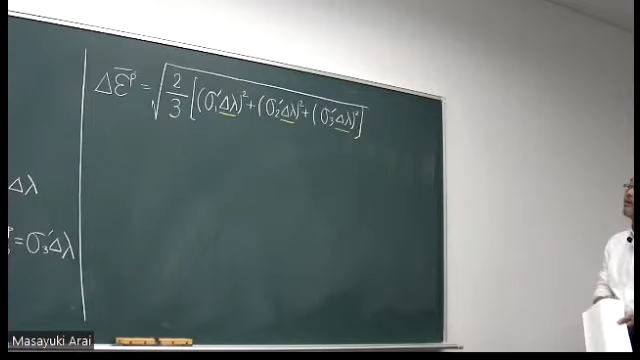 Δε̄ᵖ = √(2/3 [(σ₁′Δλ)² + (σ₂′Δλ)² + (σ₃′Δλ)²])
Δλ
= σ₃′Δλ
Masayuki Arai